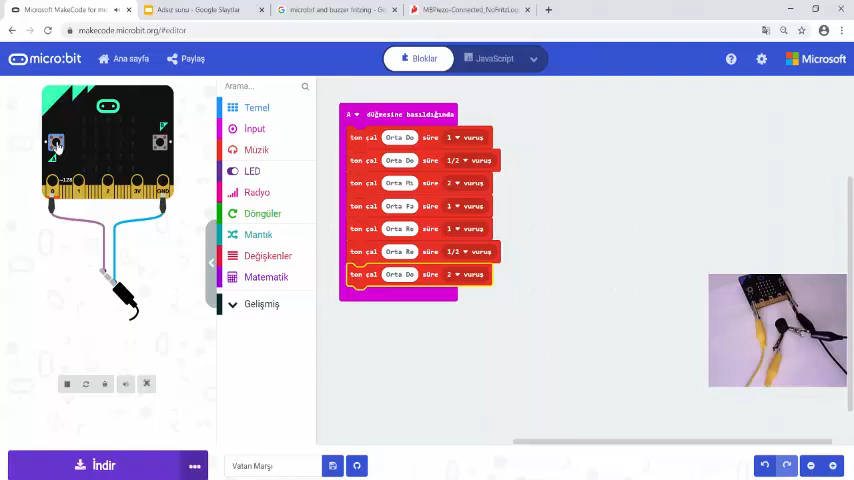 Microsoft MakeCode for mi
Adsız sunu - Google Slaytlar
microbit and buzzer fritzing - Go
MBPiezo-Connected_NoFritzLogo
makecode.microbit.org/#editor
micro:bit
Ana sayfa
Paylaş
Bloklar
JavaScript
Microsoft
Arama...
Temel
Input
Müzik
LED
Radyo
Döngüler
Mantık
Değişkenler
Matematik
Gelişmiş
A düğmesine basıldığında
ton çal Orta Do süre 1 vuruş
ton çal Orta Do süre 1/2 vuruş
ton çal Orta Mi süre 2 vuruş
ton çal Orta Fa süre 1 vuruş
ton çal Orta Re süre 1 vuruş
ton çal Orta Re süre 1/2 vuruş
ton çal Orta Do süre 2 vuruş
B
A
~128
0 1 2 3V GND
İndir
Vatan Marşı